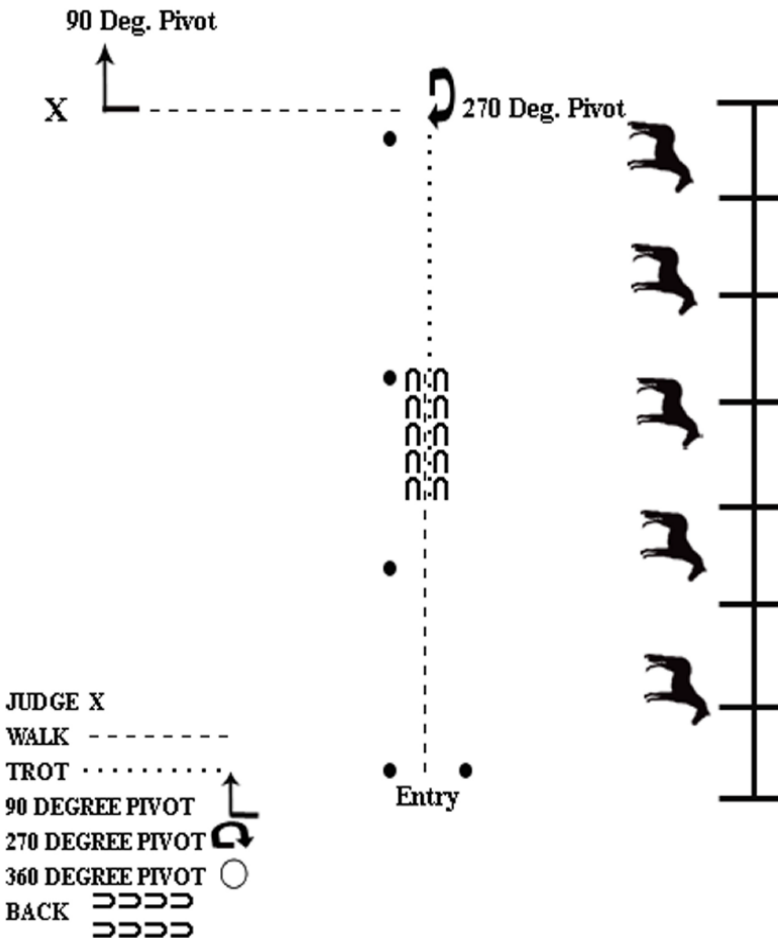 90 Deg. Pivot
X
270 Deg. Pivot
Entry
JUDGE X
WALK
TROT
90 DEGREE PIVOT
270 DEGREE PIVOT
360 DEGREE PIVOT
BACK